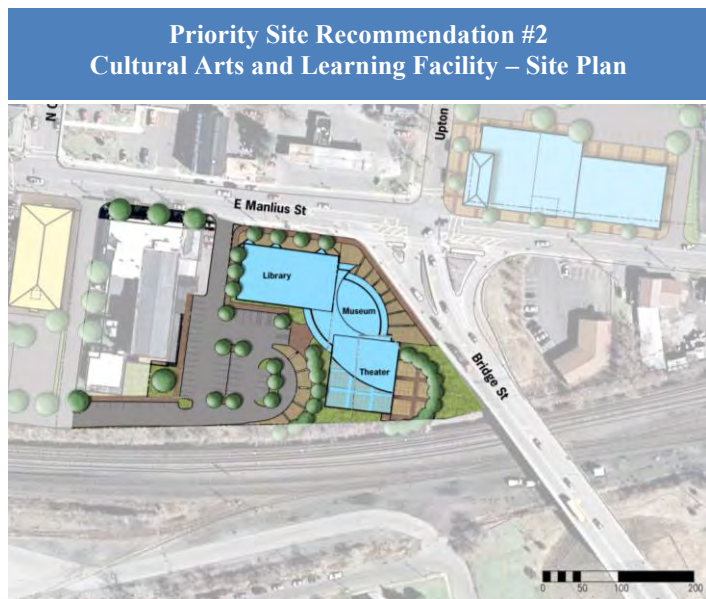 Priority Site Recommendation #2
Cultural Arts and Learning Facility – Site Plan
N C
Upton
E Manlius St
Library
Museum
Theater
Bridge St
0 50 100 200